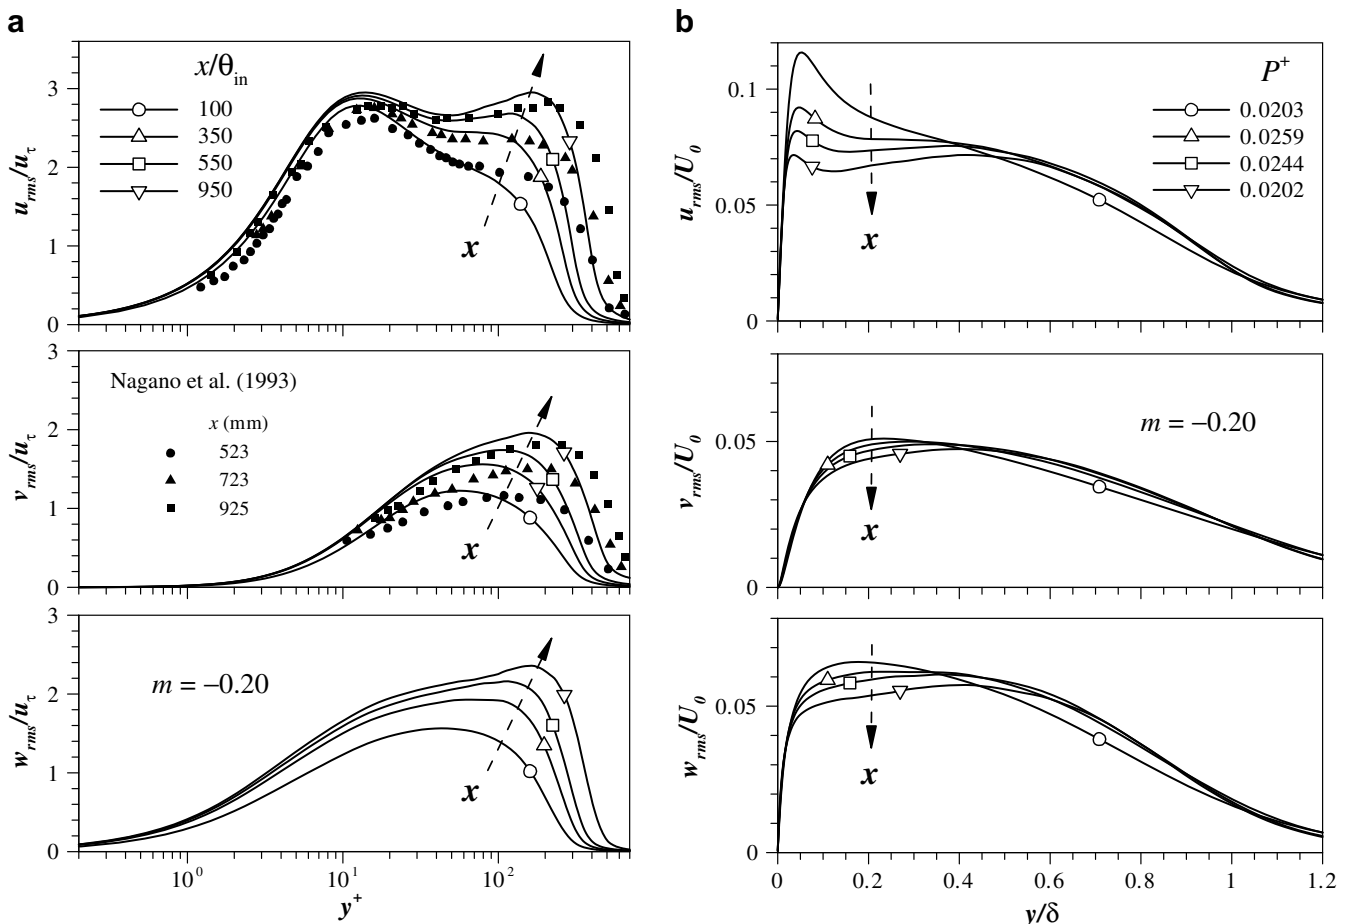 a
3
2
1
0
u_rms/u_τ
x/θ_in
100
350
550
950
x
3
2
1
0
v_rms/u_τ
Nagano et al. (1993)
x (mm)
523
723
925
x
3
2
1
0
w_rms/u_τ
m = −0.20
x
10^0
10^1
10^2
y^+
b
0.1
0.05
0
u_rms/U_0
P^+
0.0203
0.0259
0.0244
0.0202
x
0.05
0
v_rms/U_0
m = −0.20
x
0.05
0
w_rms/U_0
x
0
0.2
0.4
0.6
0.8
1
1.2
y/δ